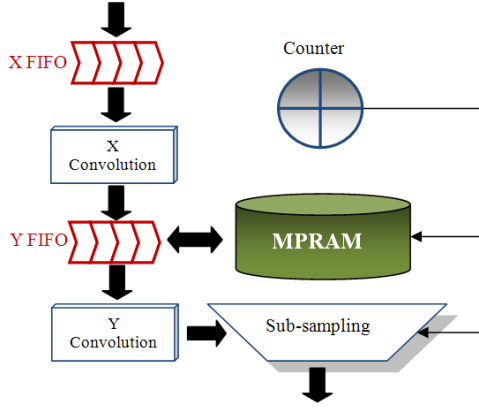 Counter
X FIFO
X
Convolution
Y FIFO
MPRAM
Y
Convolution
Sub-sampling